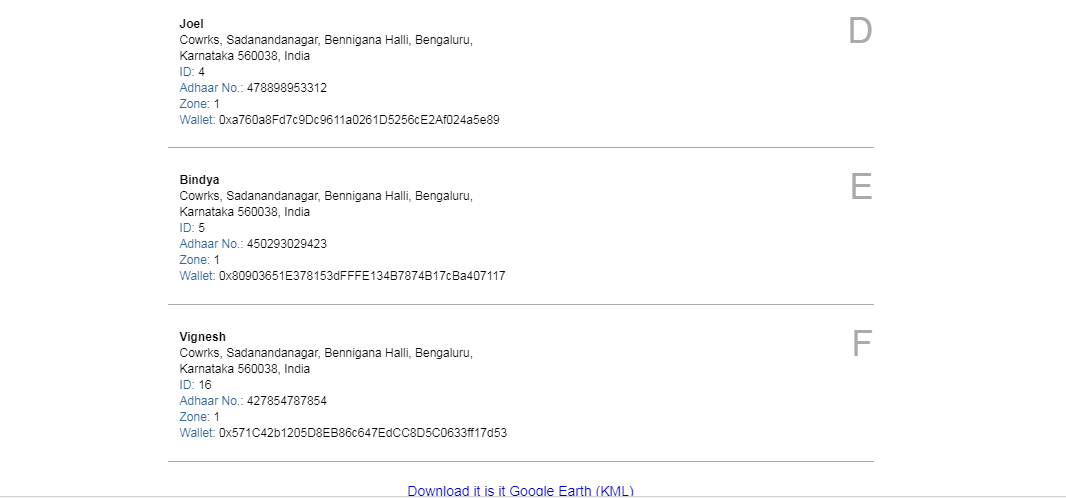 Joel
D
Cowrks, Sadanandanagar, Bennigana Halli, Bengaluru,
Karnataka 560038, India
ID: 4
Adhaar No.: 478898953312
Zone: 1
Wallet: 0xa760a8Fd7c9Dc9611a0261D5256cE2Af024a5e89
Bindya
E
Cowrks, Sadanandanagar, Bennigana Halli, Bengaluru,
Karnataka 560038, India
ID: 5
Adhaar No.: 450293029423
Zone: 1
Wallet: 0x80903651E378153dFFFE134B7874B17cBa407117
Vignesh
F
Cowrks, Sadanandanagar, Bennigana Halli, Bengaluru,
Karnataka 560038, India
ID: 16
Adhaar No.: 427854787854
Zone: 1
Wallet: 0x571C42b1205D8EB86c647EdCC8D5C0633ff17d53
Download it is it Google Earth (KML)